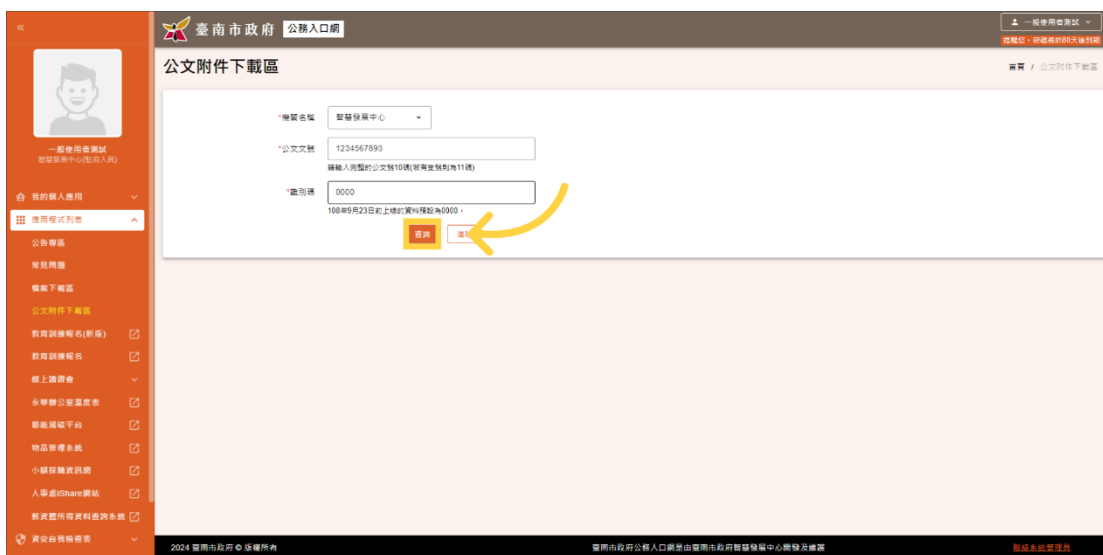 «
臺南市政府 公務入口網
一般使用者測試
提醒您，密碼將於80天後到期
公文附件下載區
首頁 / 公文附件下載區
一般使用者測試
智慧發展中心(駐府人員)
我的個人應用
應用程式列表
公告專區
常見問題
檔案下載區
公文附件下載區
教育訓練報名(新版)
教育訓練報名
線上讀書會
永華辦公室溫度表
節能減碳平台
物品管理系統
小額採購資訊網
人事處iShare網站
薪資暨所得資料查詢系統
資安自我檢查表
*機關名稱 智慧發展中心
*公文文號 1234567893
請輸入完整的公文號10碼(若有支號則為11碼)
*識別碼 0000
108年9月23日前上線的資料預設為0000。
查詢 清
2024 臺南市政府 © 版權所有
臺南市政府公務入口網是由臺南市政府智慧發展中心開發及維護
聯絡系統管理員